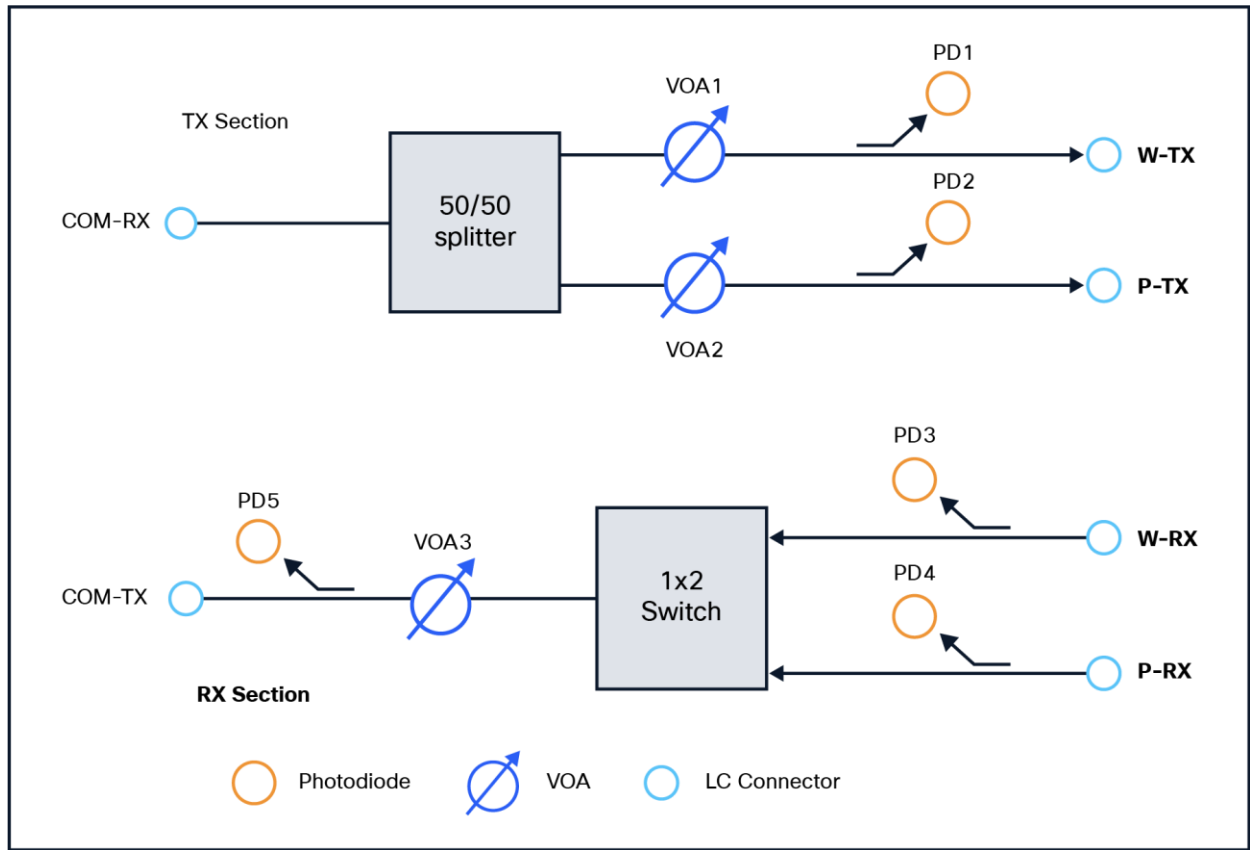 PD1
VOA1
TX Section
W-TX
PD2
50/50
splitter
COM-RX
P-TX
VOA2
PD3
PD5
VOA3
W-RX
1x2
Switch
PD4
COM-TX
P-RX
RX Section
Photodiode
VOA
LC Connector